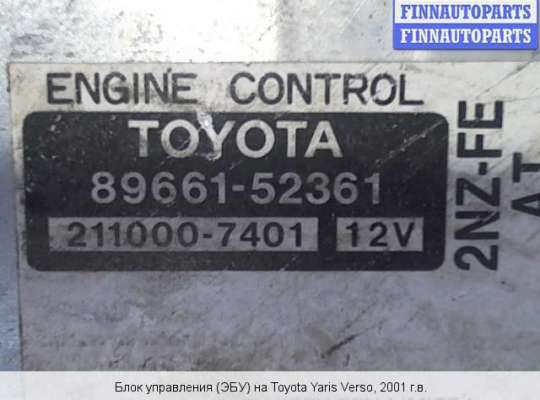 FINNAUTOPARTS
FINNAUTOPARTS
ENGINE CONTROL
TOYOTA
89661-52361
211000-7401 12V
2NZ-FE
AT
Блок управления (ЭБУ) на Toyota Yaris Verso, 2001 г.в.